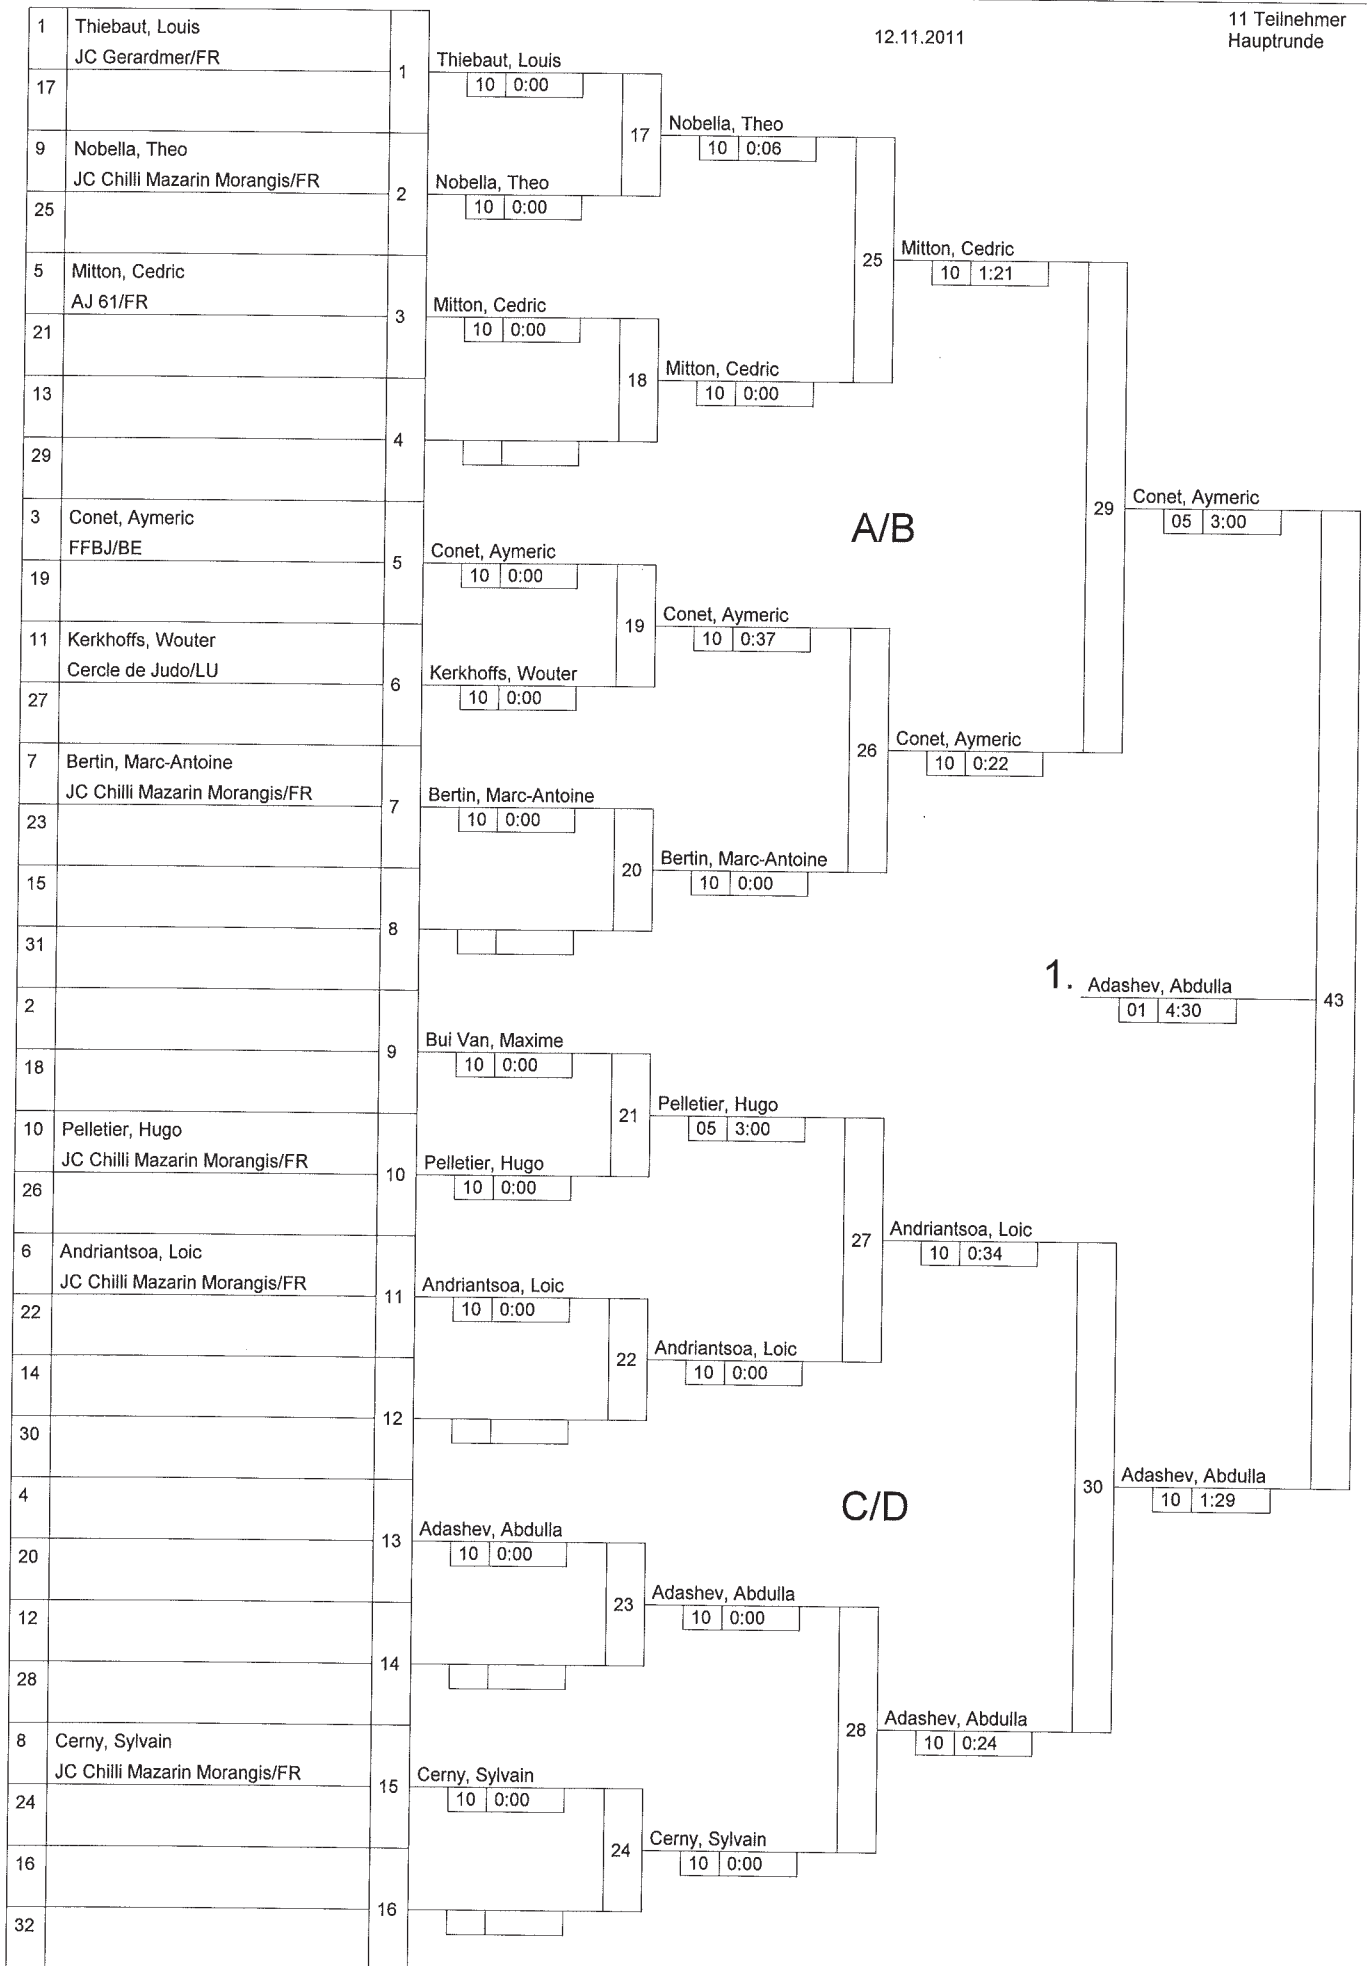 11 Teilnehmer
12.11.2011
Hauptrunde
1 Thiebaut, Louis
JC Gerardmer/FR
17
9 Nobella, Theo
JC Chilli Mazarin Morangis/FR
25
5 Mitton, Cedric
AJ 61/FR
21
13
29
3 Conet, Aymeric
FFBJ/BE
19
11 Kerkhoffs, Wouter
Cercle de Judo/LU
27
7 Bertin, Marc-Antoine
JC Chilli Mazarin Morangis/FR
23
15
31
2
18
10 Pelletier, Hugo
JC Chilli Mazarin Morangis/FR
26
6 Andriantsoa, Loic
JC Chilli Mazarin Morangis/FR
22
14
30
4
20
12
28
8 Cerny, Sylvain
JC Chilli Mazarin Morangis/FR
24
16
32
1 Thiebaut, Louis
10 0:00
2 Nobella, Theo
10 0:00
3 Mitton, Cedric
10 0:00
4
5 Conet, Aymeric
10 0:00
6 Kerkhoffs, Wouter
10 0:00
7 Bertin, Marc-Antoine
10 0:00
8
9 Bui Van, Maxime
10 0:00
10 Pelletier, Hugo
10 0:00
11 Andriantsoa, Loic
10 0:00
12
13 Adashev, Abdulla
10 0:00
14
15 Cerny, Sylvain
10 0:00
16
17 Nobella, Theo
10 0:06
18 Mitton, Cedric
10 0:00
19 Conet, Aymeric
10 0:37
20 Bertin, Marc-Antoine
10 0:00
21 Pelletier, Hugo
05 3:00
22 Andriantsoa, Loic
10 0:00
23 Adashev, Abdulla
10 0:00
24 Cerny, Sylvain
10 0:00
25 Mitton, Cedric
10 1:21
A/B
26 Conet, Aymeric
10 0:22
27 Andriantsoa, Loic
10 0:34
C/D
28 Adashev, Abdulla
10 0:24
29 Conet, Aymeric
05 3:00
30 Adashev, Abdulla
10 1:29
1. Adashev, Abdulla
01 4:30
43